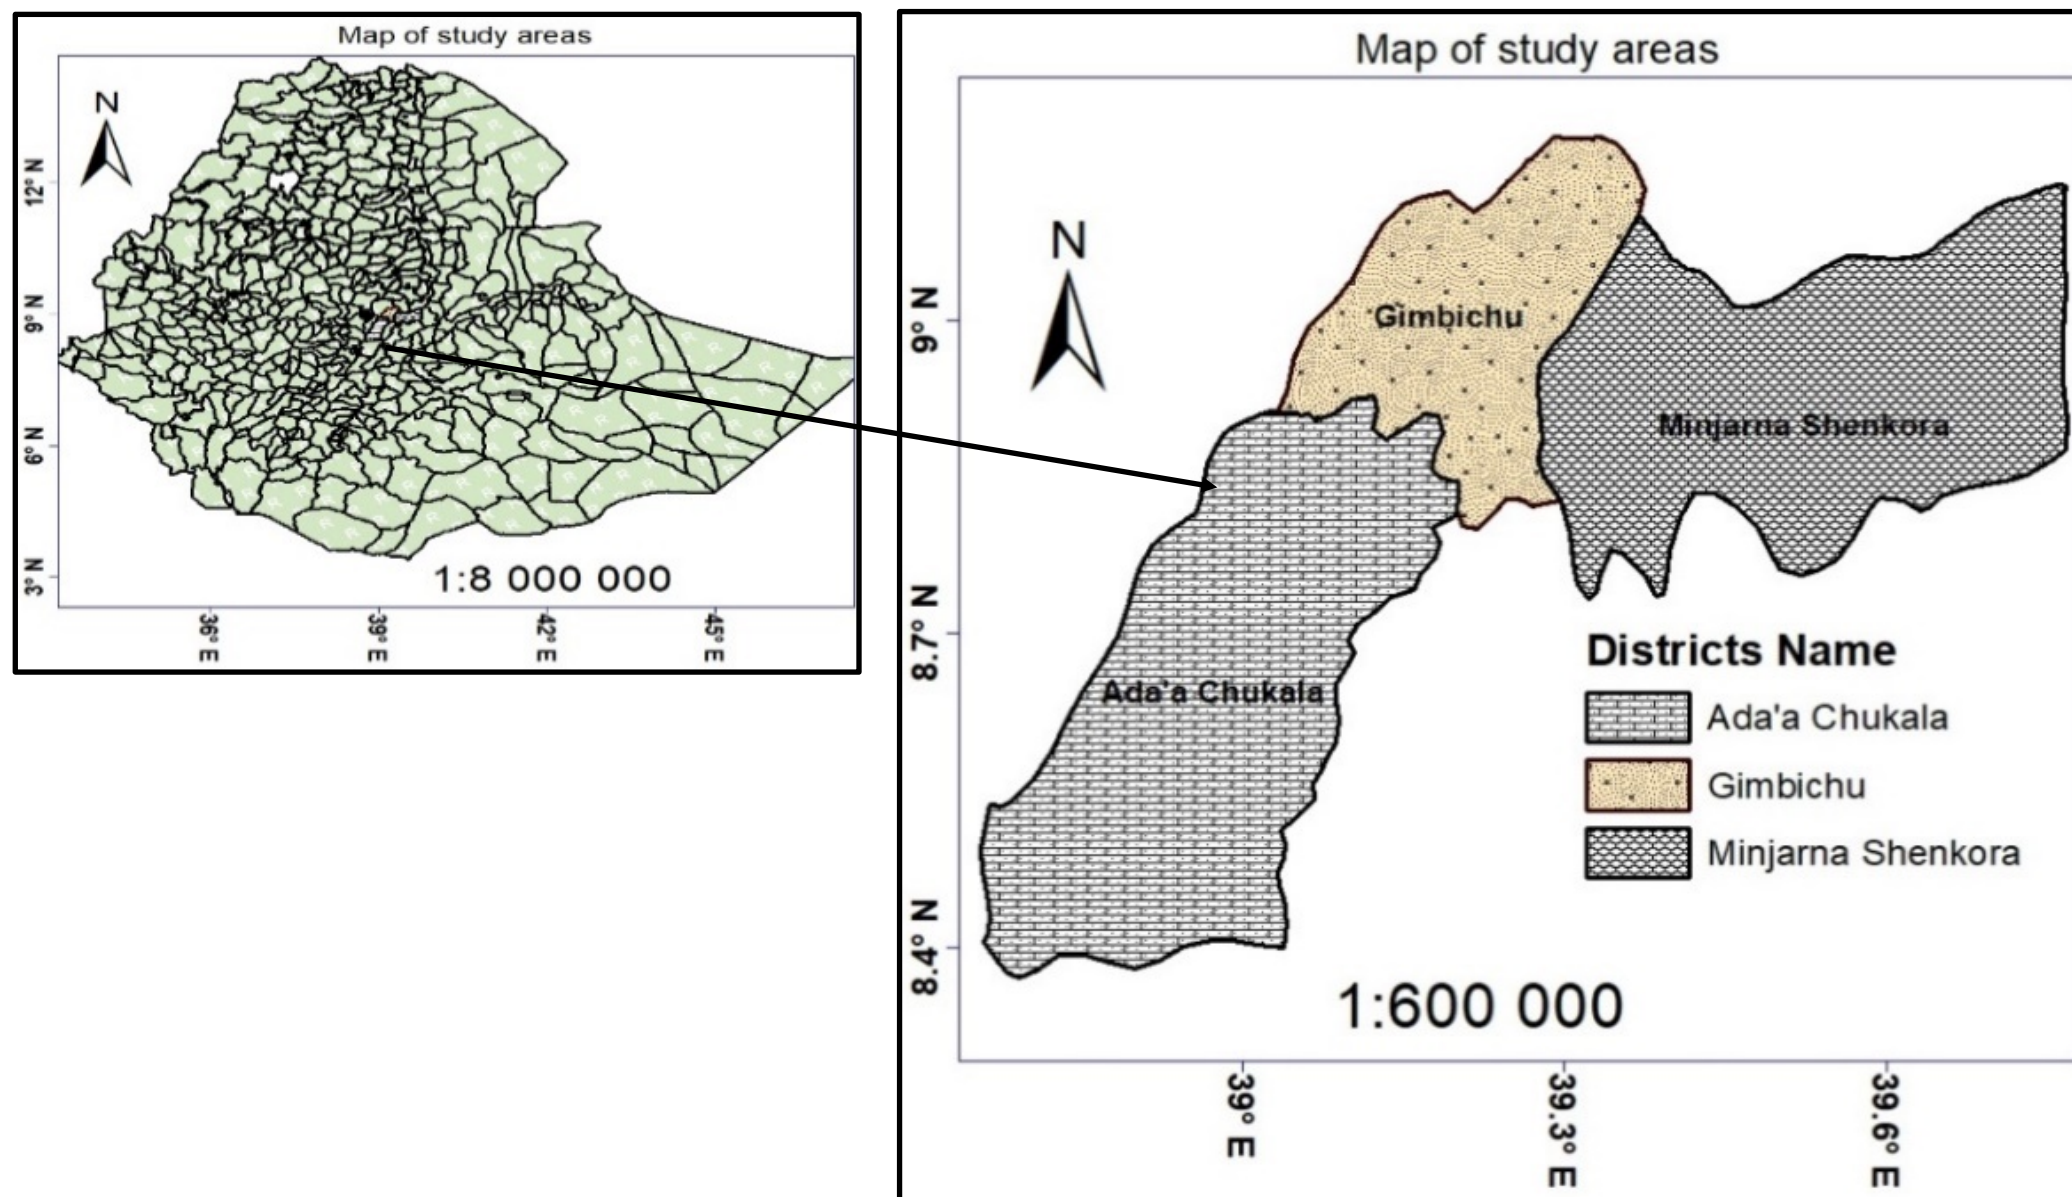 Map of study areas
N
12° N
9° N
6° N
3° N
1:8 000 000
36° E
39° E
42° E
45° E
Map of study areas
N
9° N
8.7° N
8.4° N
Gimbichu
Minjarna Shenkora
Ada'a Chukala
Districts Name
Ada'a Chukala
Gimbichu
Minjarna Shenkora
1:600 000
39° E
39.3° E
39.6° E